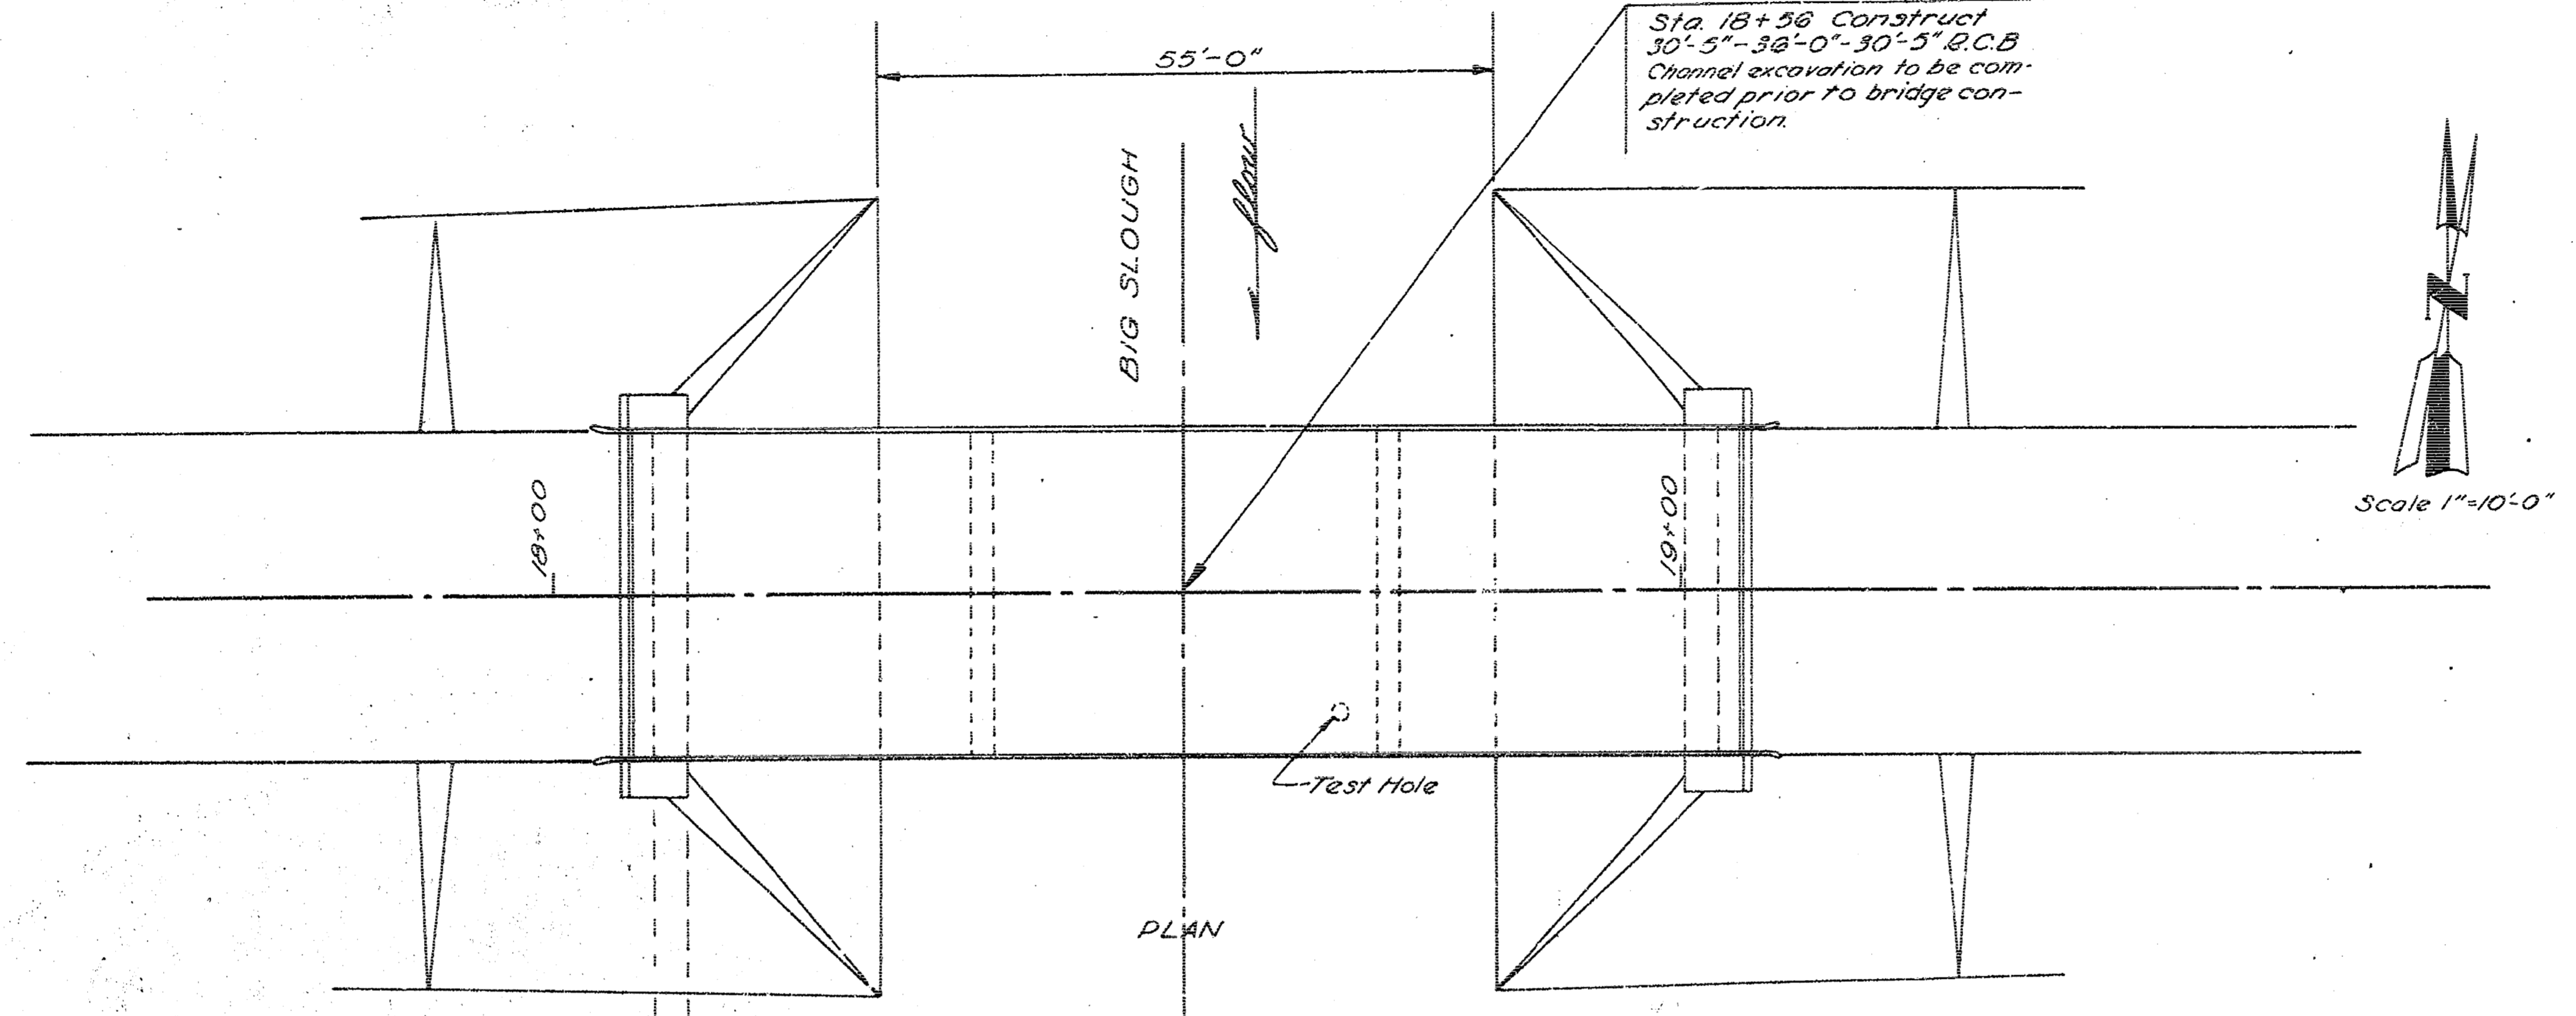 Sta. 18+56 Construct
30'-5"-36'-0"-30'-5" R.C.B
Channel excavation to be com-
pleted prior to bridge con-
struction.
55'-0"
BIG SLOUGH
flow
N
Scale 1"=10'-0"
18+00
19+00
Test Hole
PLAN